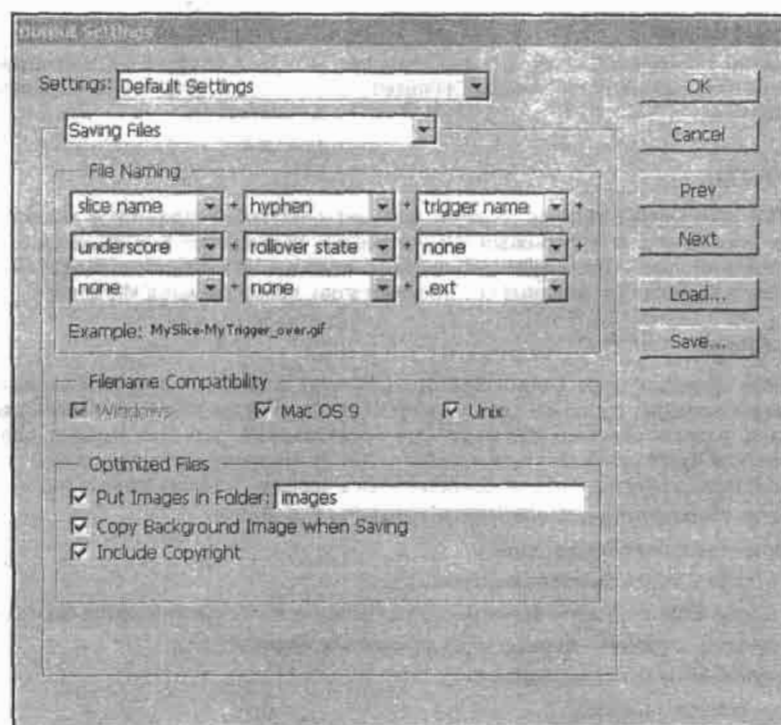 Output Settings
Settings: Default Settings
OK
Saving Files
Cancel
File Naming
slice name + hyphen + trigger name +
Prev
underscore + rollover state + none +
Next
none + none + .ext
Load...
Example: MySlice-MyTrigger_over.gif
Save...
Filename Compatibility
Windows Mac OS 9 Unix
Optimized Files
Put Images in Folder: images
Copy Background Image when Saving
Include Copyright